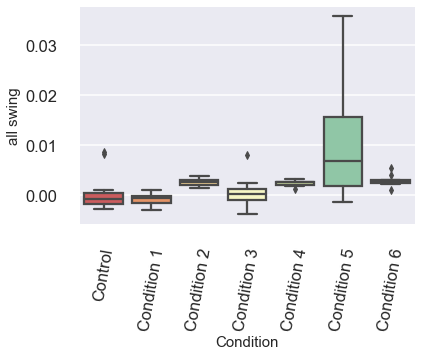 all swing
0.03
0.02
0.01
0.00
Control
Condition 1
Condition 2
Condition 3
Condition 4
Condition 5
Condition 6
Condition